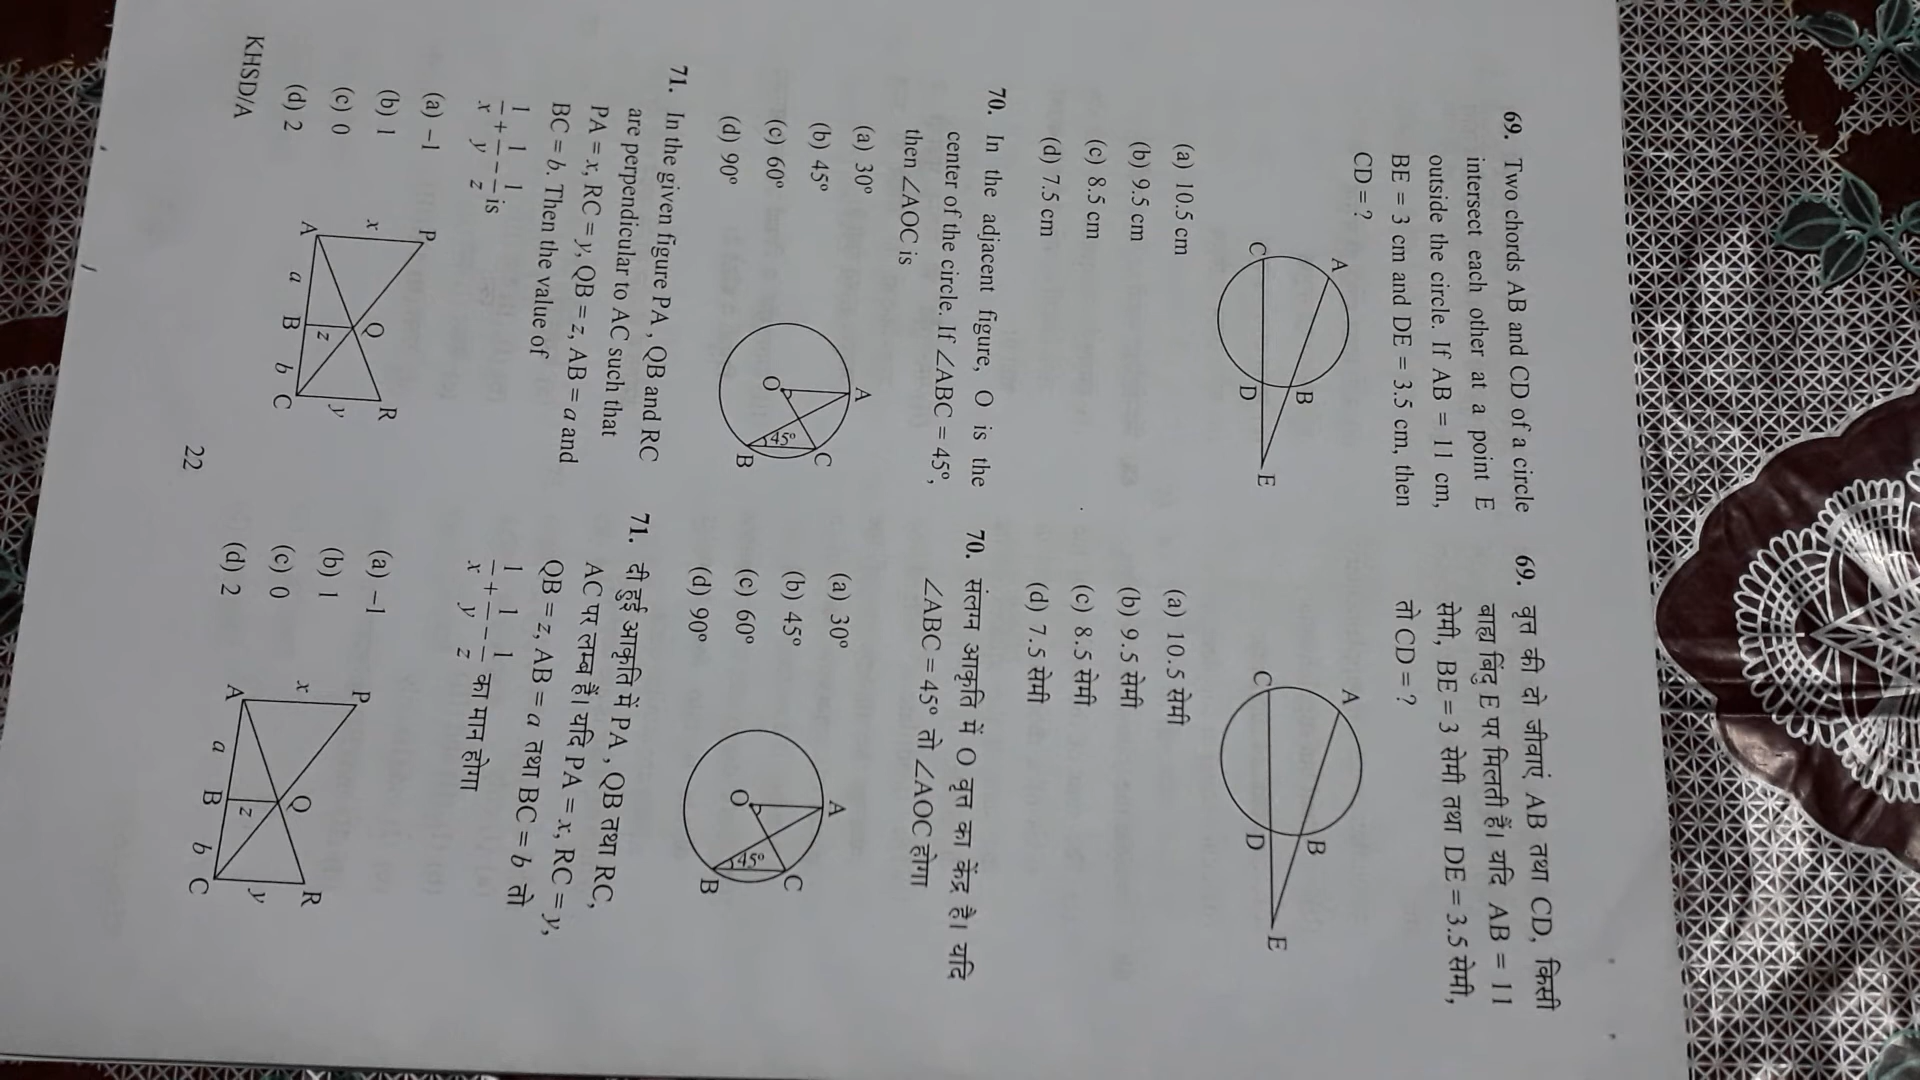 69. Two chords AB and CD of a circle
intersect each other at a point E
outside the circle. If AB = 11 cm,
BE = 3 cm and DE = 3.5 cm, then
CD = ?
A
B
C
D
E
(a) 10.5 cm
(b) 9.5 cm
(c) 8.5 cm
(d) 7.5 cm
70. In the adjacent figure, O is the
center of the circle. If ∠ABC = 45°,
then ∠AOC is
(a) 30°
(b) 45°
(c) 60°
(d) 90°
A
O
45°
C
B
71. In the given figure PA, QB and RC
are perpendicular to AC such that
PA = x, RC = y, QB = z, AB = a and
BC = b. Then the value of
1/x + 1/y − 1/z is
(a) −1
(b) 1
(c) 0
(d) 2
P
R
Q
x
y
z
A
a
B
b
C
KHSD/A
69. वृत्त की दो जीवाएं AB तथा CD, किसी
वाह्य बिंदु E पर मिलती हैं। यदि AB = 11
सेमी, BE = 3 सेमी तथा DE = 3.5 सेमी,
तो CD = ?
A
B
C
D
E
(a) 10.5 सेमी
(b) 9.5 सेमी
(c) 8.5 सेमी
(d) 7.5 सेमी
70. संलग्न आकृति में O वृत्त का केंद्र है। यदि
∠ABC = 45° तो ∠AOC होगा
(a) 30°
(b) 45°
(c) 60°
(d) 90°
A
O
45°
C
B
71. दी हुई आकृति में PA, QB तथा RC,
AC पर लम्ब हैं। यदि PA = x, RC = y,
QB = z, AB = a तथा BC = b तो
1/x + 1/y − 1/z का मान होगा
(a) −1
(b) 1
(c) 0
(d) 2
P
R
Q
x
y
z
A
a
B
b
C
22